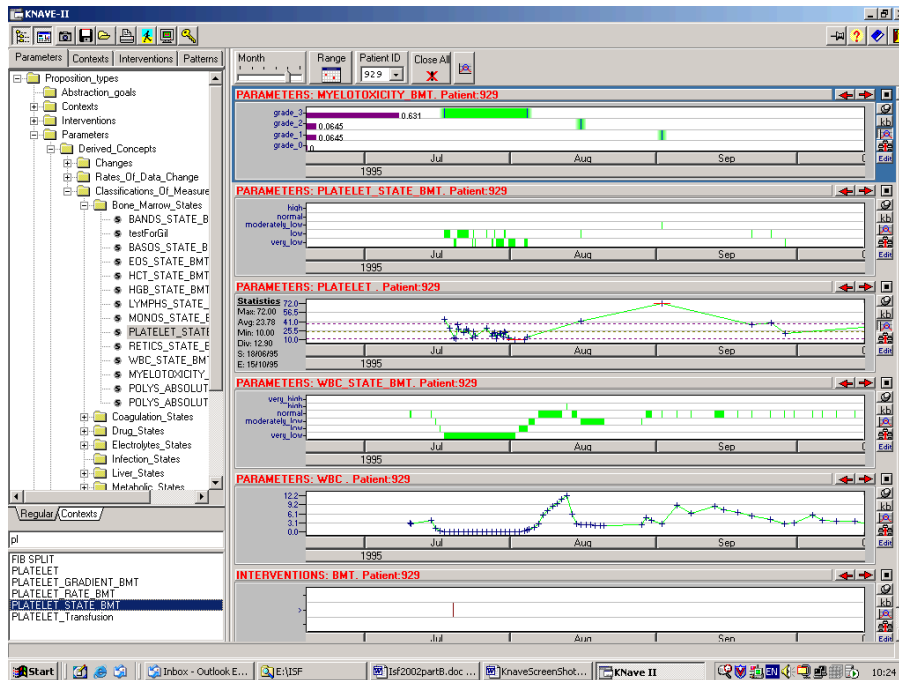 KNAVE-II
Parameters Contexts Interventions Patterns
Month
Range
Patient ID
929
Close All
Proposition_types
Abstraction_goals
Contexts
Interventions
Parameters
Derived_Concepts
Changes
Rates_Of_Data_Change
Classifications_Of_Measure
Bone_Marrow_States
BANDS_STATE_B
testForGil
BASOS_STATE_B
EOS_STATE_BMT
HCT_STATE_BMT
HGB_STATE_BMT
LYMPHS_STATE_
MONOS_STATE_
PLATELET_STATE
RETICS_STATE_E
WBC_STATE_BM
MYELOTOXICITY_
POLYS_ABSOLUT
POLYS_ABSOLUT
Coagulation_States
Drug_States
Electrolytes_States
Infection_States
Liver_States
Metabolic_States
Regular Contexts
pl
FIB SPLIT
PLATELET
PLATELET_GRADIENT_BMT
PLATELET_RATE_BMT
PLATELET_STATE_BMT
PLATELET_Transfusion
PARAMETERS: MYELOTOXICITY_BMT. Patient:929
grade_3 0.631
grade_2 0.0645
grade_1 0.0645
grade_0 0
Jul Aug Sep
1995
kb
Edit
PARAMETERS: PLATELET_STATE_BMT. Patient:929
high
normal
moderately_low
low
very_low
Jul Aug Sep
1995
kb
Edit
PARAMETERS: PLATELET . Patient:929
Statistics
Max: 72.00
Avg: 23.78
Min: 10.00
Div: 12.90
S: 18/06/95
E: 15/10/95
72.0
56.5
41.0
25.5
10.0
Jul Aug Sep
1995
kb
Edit
PARAMETERS: WBC_STATE_BMT. Patient:929
very_high
high
normal
moderately_low
low
very_low
Jul Aug Sep
1995
kb
Edit
PARAMETERS: WBC . Patient:929
12.2
9.2
6.1
3.1
0.0
Jul Aug Sep
1995
kb
Edit
INTERVENTIONS: BMT. Patient:929
Jul Aug Sep
kb
Edit
Start
Inbox - Outlook E...
E:\ISF
Isf2002partB.doc ...
KnaveScreenShot...
KNave II
EN
10:24